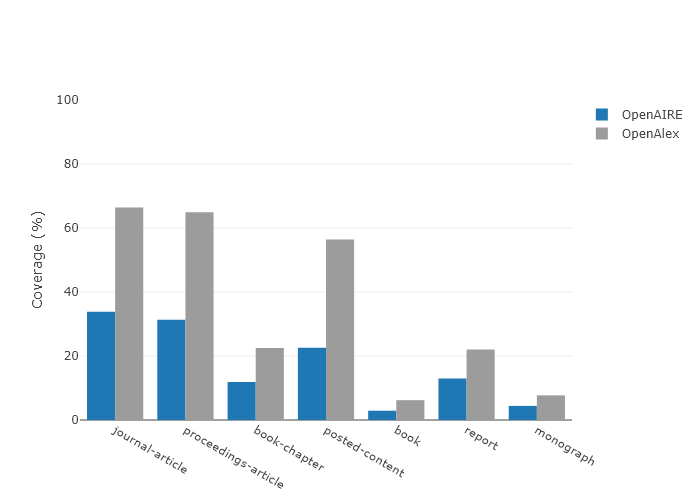 100
80
60
40
20
0
Coverage (%)
journal-article
proceedings-article
book-chapter
posted-content
book
report
monograph
OpenAIRE
OpenAlex